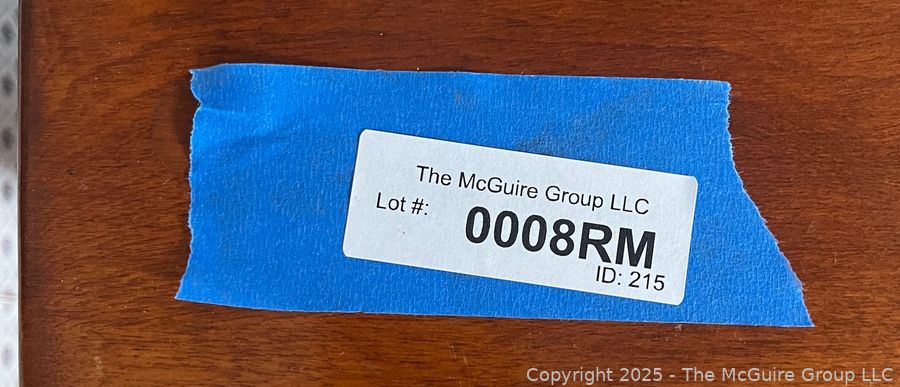 The McGuire Group LLC
Lot #: 0008RM
ID: 215
Copyright 2025 - The McGuire Group LLC